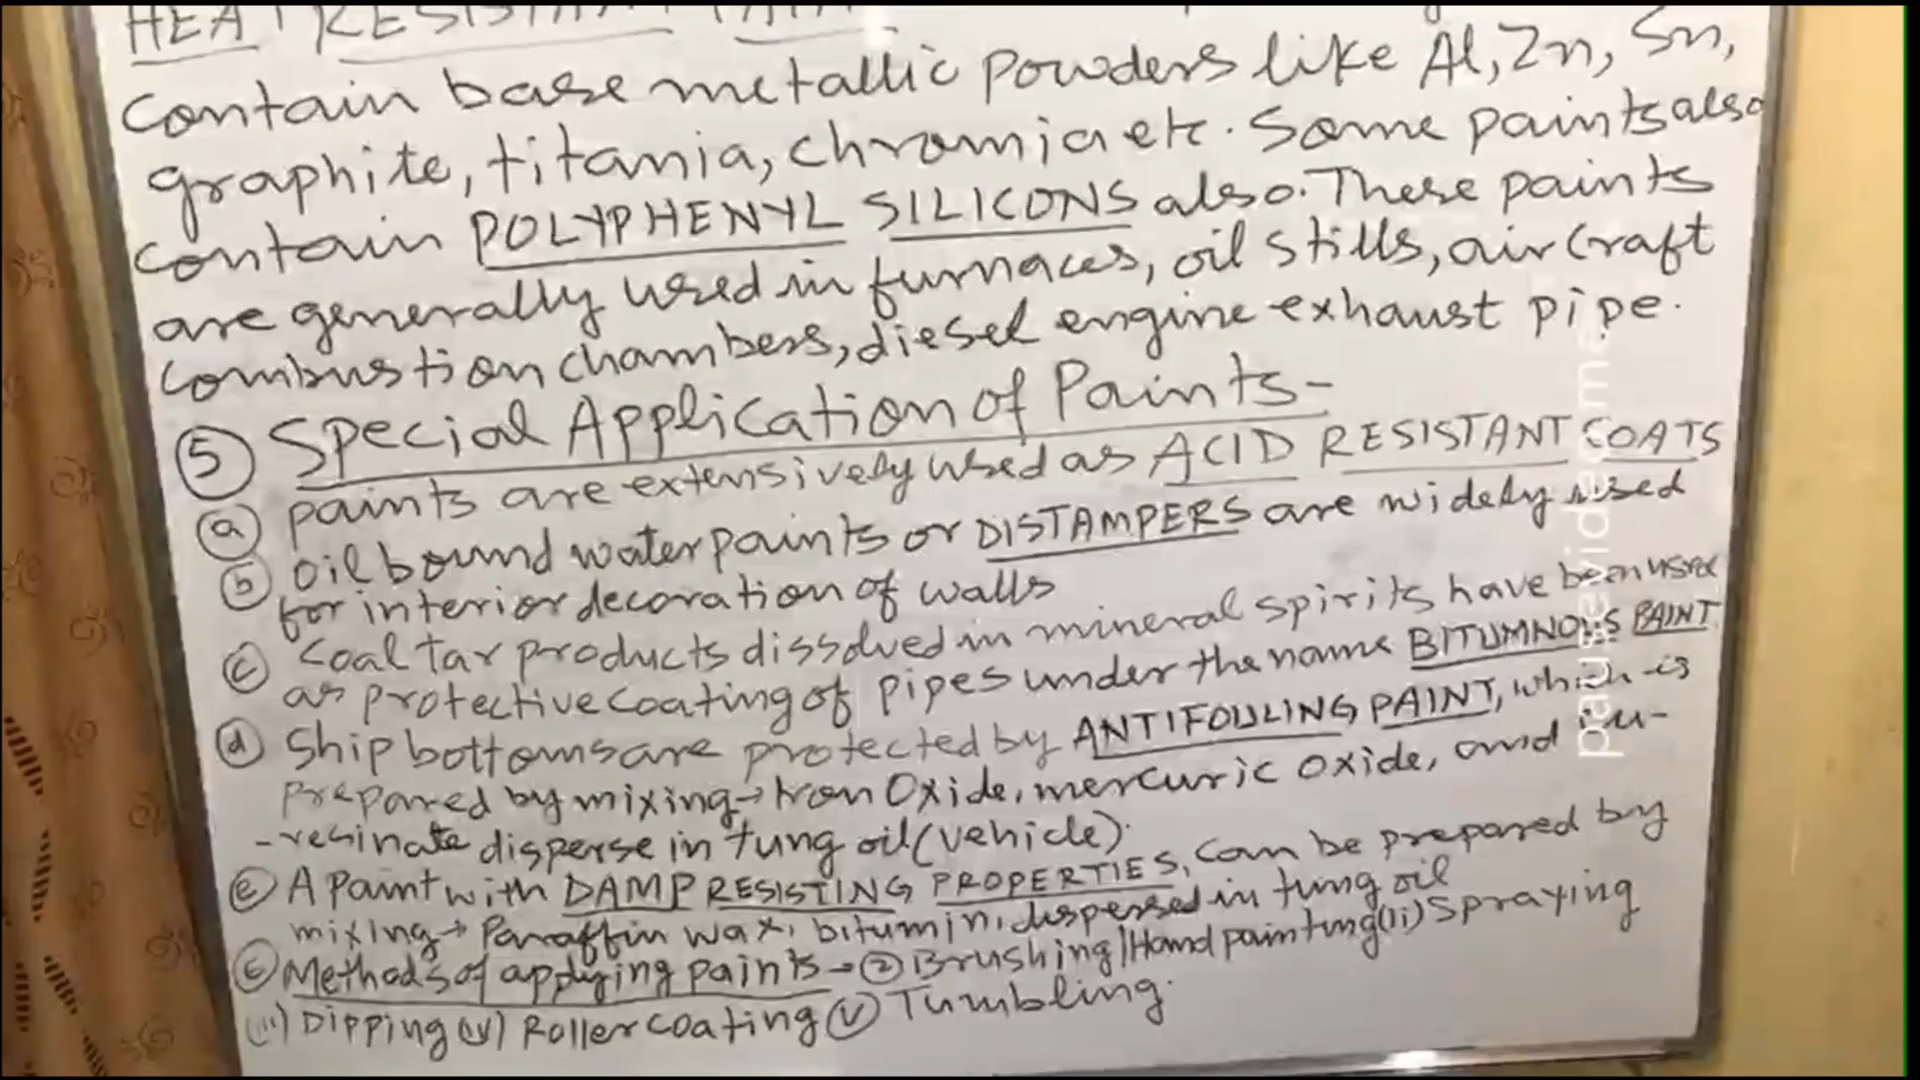 HEAT RESISTANT PAINT
contain base metallic powders like Al, Zn, Sn,
graphite, titania, chromia etc. Some paints also
contain POLYPHENYL SILICONS also. These paints
are generally used in furnaces, oil stills, air craft
combustion chambers, diesel engine exhaust pipe.
(5) Special Application of Paints-
(a) paints are extensively used as ACID RESISTANT COATS
(b) Oil bound water paints or DISTAMPERS are widely used
for interior decoration of walls
(c) Coal tar products dissolved in mineral spirits have been used
as protective coating of pipes under the name BITUMNOUS PAINT
(d) Ship bottoms are protected by ANTIFOULING PAINT, which is
prepared by mixing → Iron Oxide, mercuric oxide, and cu-
-resinate disperse in tung oil (vehicle).
(e) A paint with DAMP RESISTING PROPERTIES, can be prepared by
mixing → Paraffin wax, bitumin, dispersed in tung oil
Methods of applying paints - Brushing/Hand painting (ii) Spraying
(iii) Dipping (iv) Roller coating (v) Tumbling.